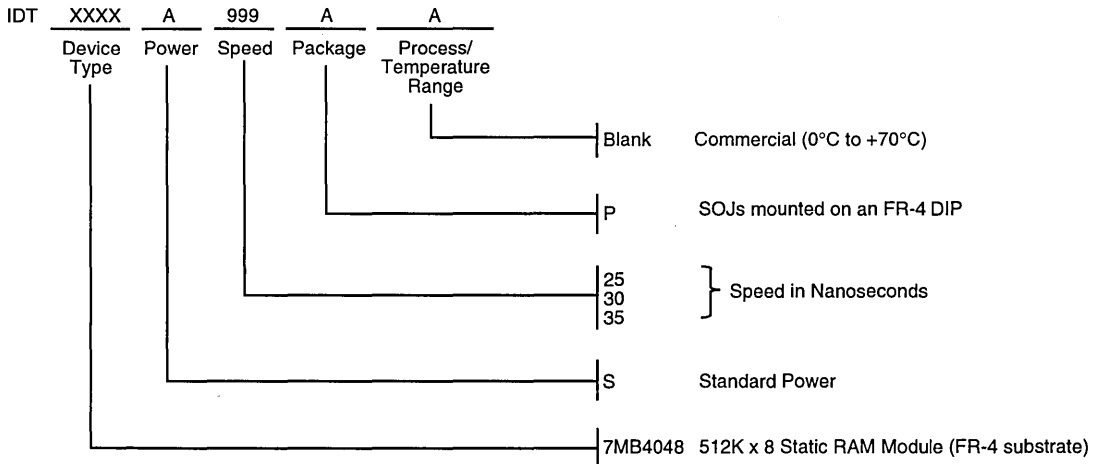 IDT XXXX A 999 A A
Device Type Power Speed Package Process/ Temperature Range
Blank Commercial (0°C to +70°C)
P SOJs mounted on an FR-4 DIP
25
30 Speed in Nanoseconds
35
S Standard Power
7MB4048 512K x 8 Static RAM Module (FR-4 substrate)